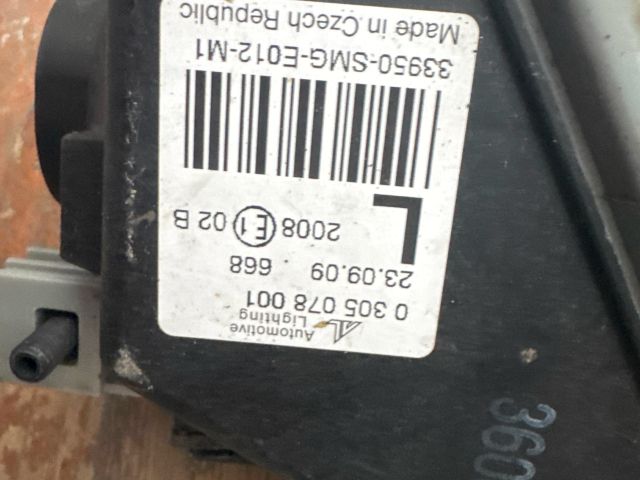 Automotive
Lighting
0 305 078 001
23.09.09 . 668
L
2008 E1 02 B
33950-SMG-E012-M1
Made in Czech Republic
360